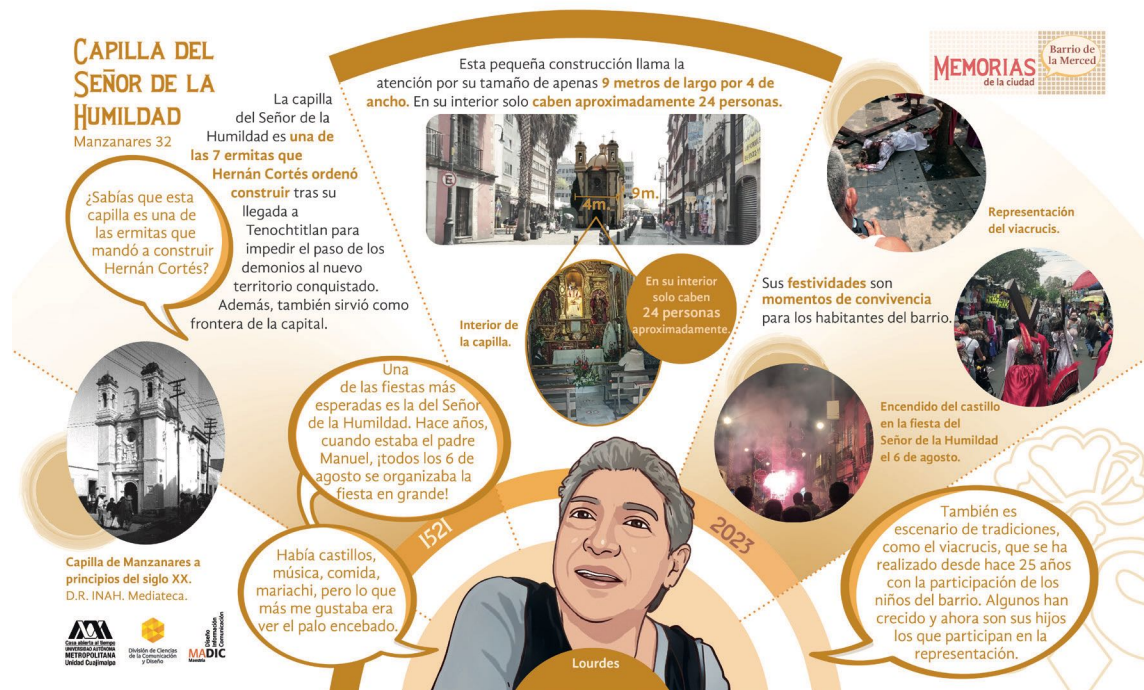 CAPILLA DEL
SEÑOR DE LA
HUMILDAD
Manzanares 32
¿Sabías que esta
capilla es una de
las ermitas que
mandó a construir
Hernán Cortés?
La capilla
del Señor de la
Humildad es una de
las 7 ermitas que
Hernán Cortés ordenó
construir tras su
llegada a
Tenochtitlan para
impedir el paso de los
demonios al nuevo
territorio conquistado.
Además, también sirvió como
frontera de la capital.
Capilla de Manzanares a
principios del siglo XX.
D.R. INAH. Mediateca.
Esta pequeña construcción llama la
atención por su tamaño de apenas 9 metros de largo por 4 de
ancho. En su interior solo caben aproximadamente 24 personas.
E
4m.
9m.
Interior de
la capilla.
En su interior
solo caben
24 personas
aproximadamente.
MEMORIAS
de la ciudad
Barrio de
la Merced
Representación
del viacrucis.
Sus festividades son
momentos de convivencia
para los habitantes del barrio.
Encendido del castillo
en la fiesta del
Señor de la Humildad
el 6 de agosto.
Una
de las fiestas más
esperadas es la del Señor
de la Humildad. Hace años,
cuando estaba el padre
Manuel, ¡todos los 6 de
agosto se organizaba la
fiesta en grande!
Había castillos,
música, comida,
mariachi, pero lo que
más me gustaba era
ver el palo encebado.
1521
2023
Lourdes
También es
escenario de tradiciones,
como el viacrucis, que se ha
realizado desde hace 25 años
con la participación de los
niños del barrio. Algunos han
crecido y ahora son sus hijos
los que participan en la
representación.
Casa abierta al tiempo
UNIVERSIDAD AUTÓNOMA
METROPOLITANA
Unidad Cuajimalpa
División de Ciencias
de la Comunicación
y Diseño
MADIC
Maestría
Diseño
Información
Comunicación